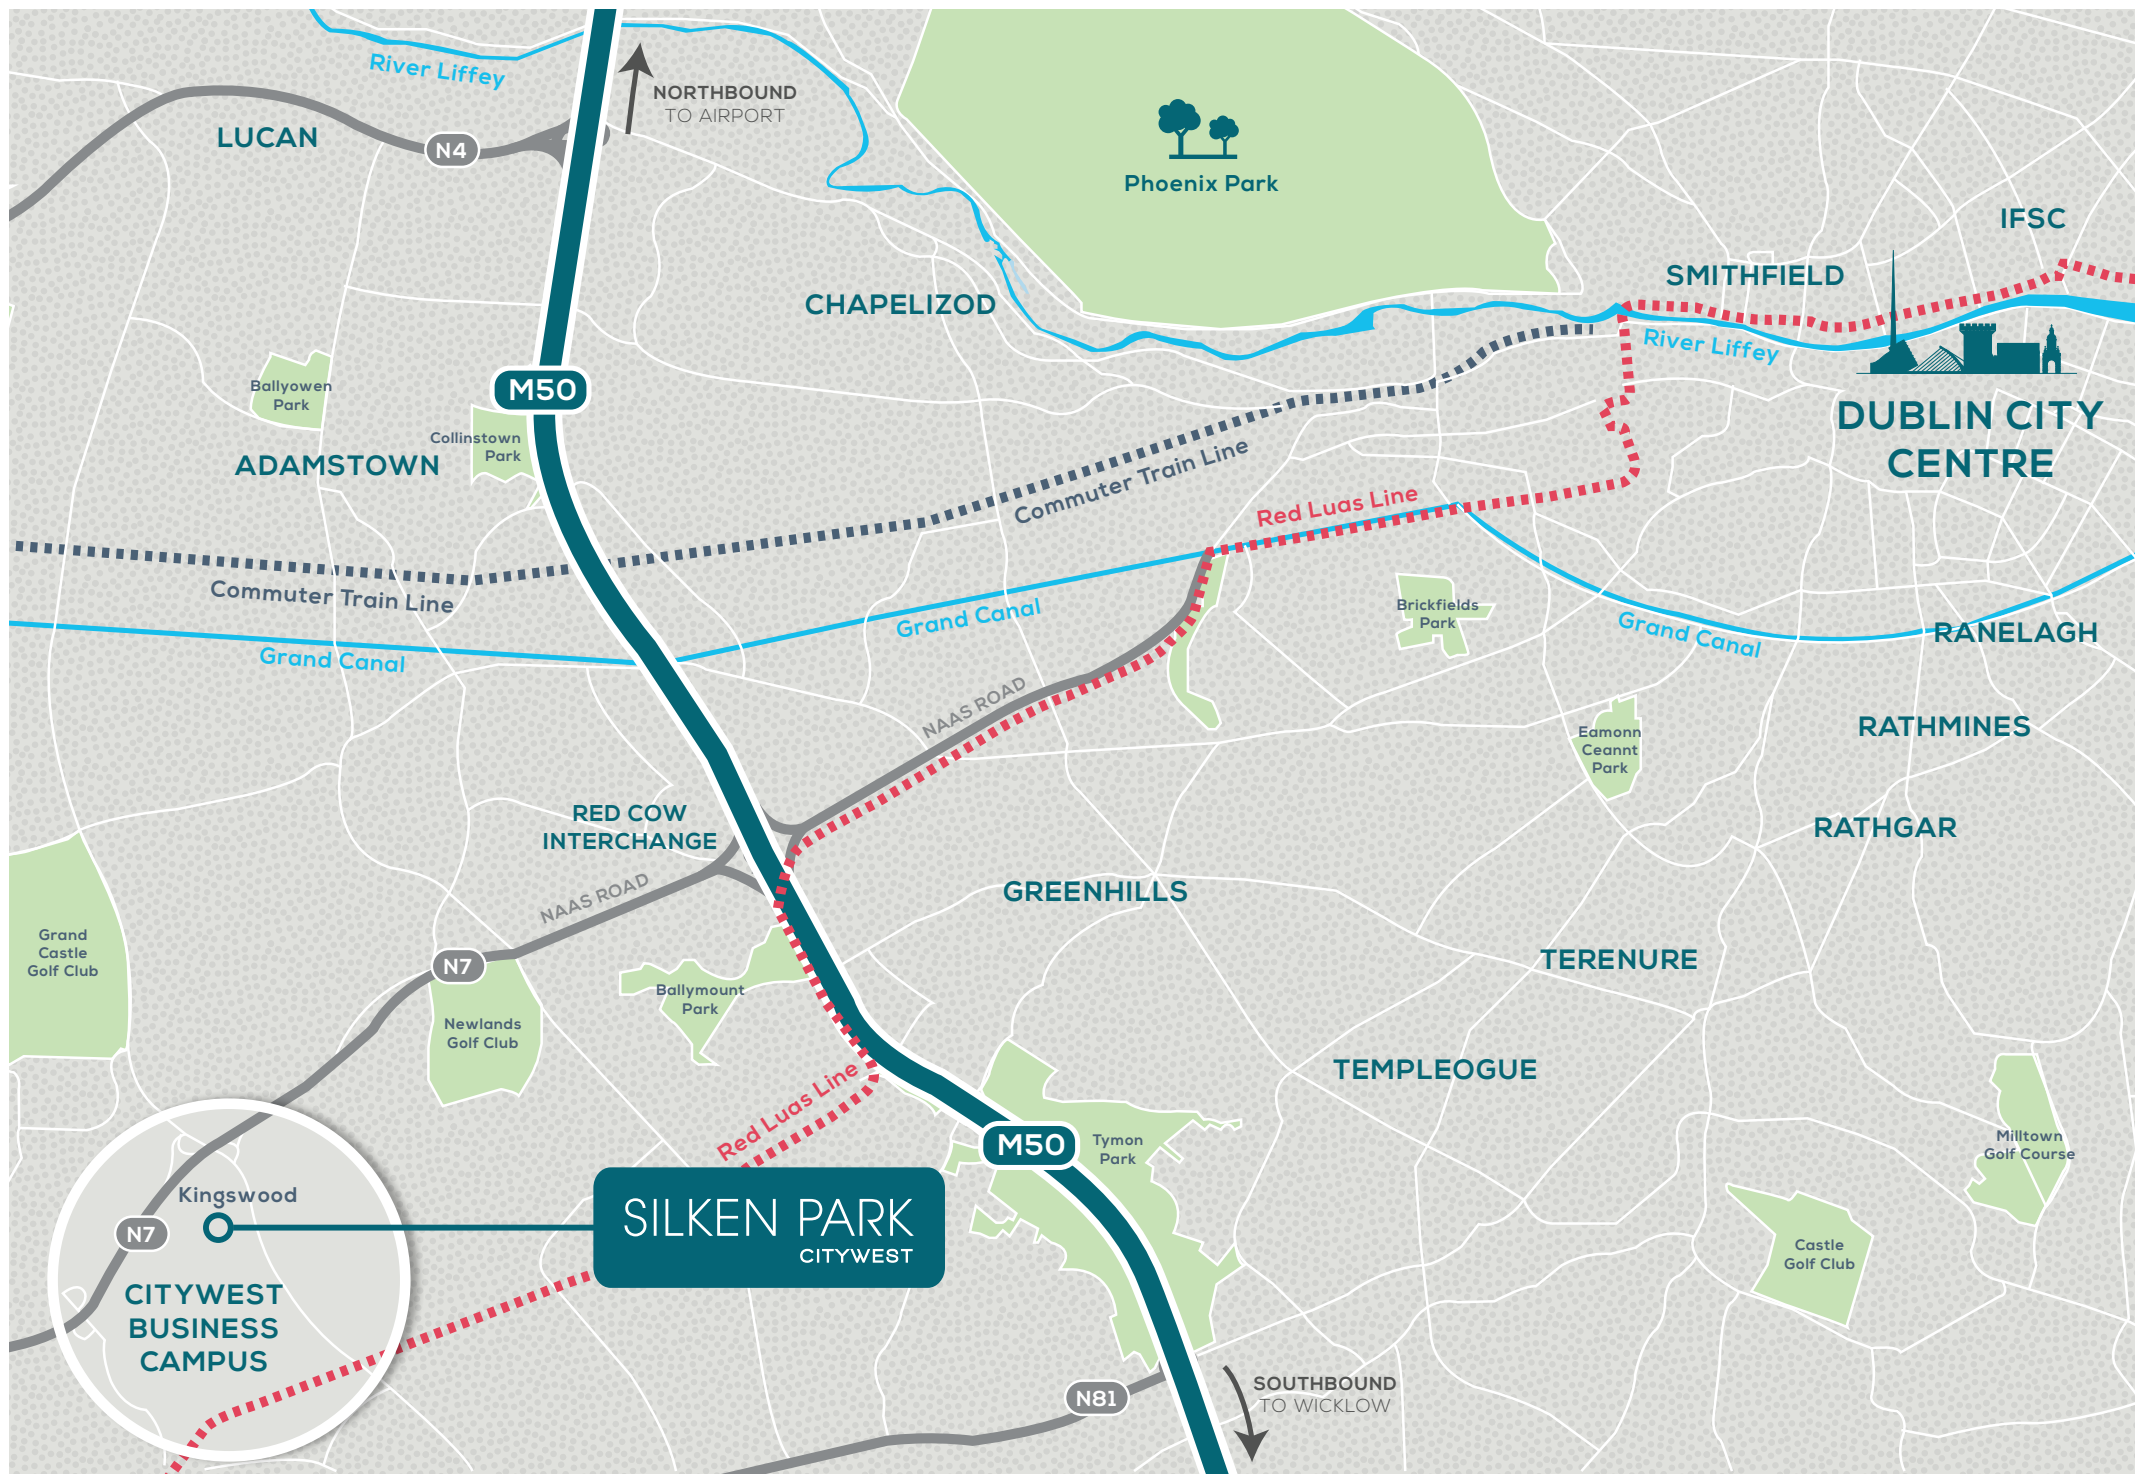 River Liffey
NORTHBOUND
TO AIRPORT
LUCAN
N4
Phoenix Park
IFSC
SMITHFIELD
CHAPELIZOD
River Liffey
Ballyowen
Park
M50
DUBLIN CITY
CENTRE
Collinstown
Park
ADAMSTOWN
Commuter Train Line
Red Luas Line
Commuter Train Line
Grand Canal
Grand Canal
Brickfields
Park
Grand Canal
RANELAGH
NAAS ROAD
Eamonn
Ceannt
Park
RATHMINES
RED COW
INTERCHANGE
RATHGAR
NAAS ROAD
GREENHILLS
Grand
Castle
Golf Club
N7
TERENURE
Ballymount
Park
Newlands
Golf Club
Red Luas Line
TEMPLEOGUE
M50
Tymon
Park
Milltown
Golf Course
Kingswood
N7
SILKEN PARK
CITYWEST
Castle
Golf Club
CITYWEST
BUSINESS
CAMPUS
N81
SOUTHBOUND
TO WICKLOW